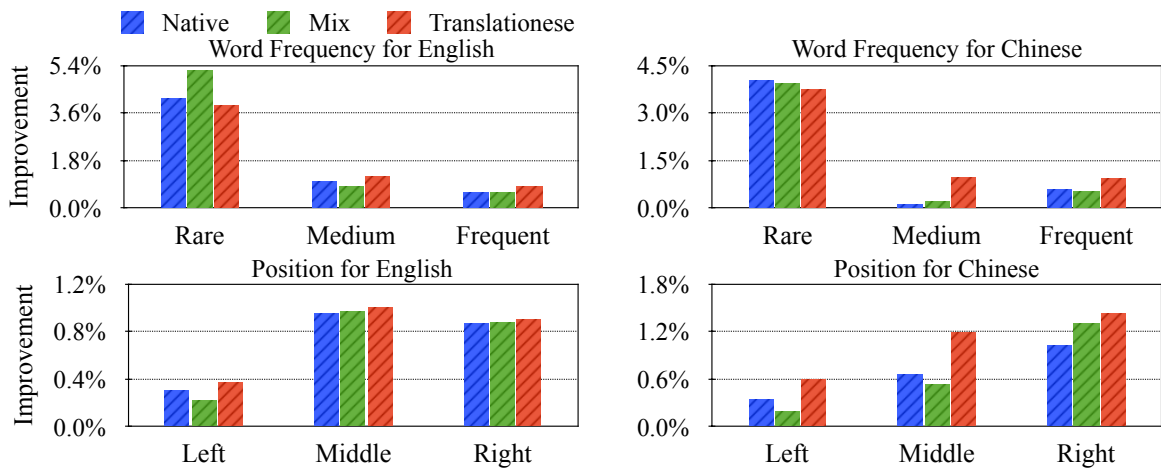 Native Mix Translationese
Word Frequency for English
5.4%
3.6%
1.8%
0.0%
Improvement
Rare Medium Frequent
Word Frequency for Chinese
4.5%
3.0%
1.5%
0.0%
Rare Medium Frequent
Position for English
1.2%
0.8%
0.4%
0.0%
Improvement
Left Middle Right
Position for Chinese
1.8%
1.2%
0.6%
0.0%
Left Middle Right